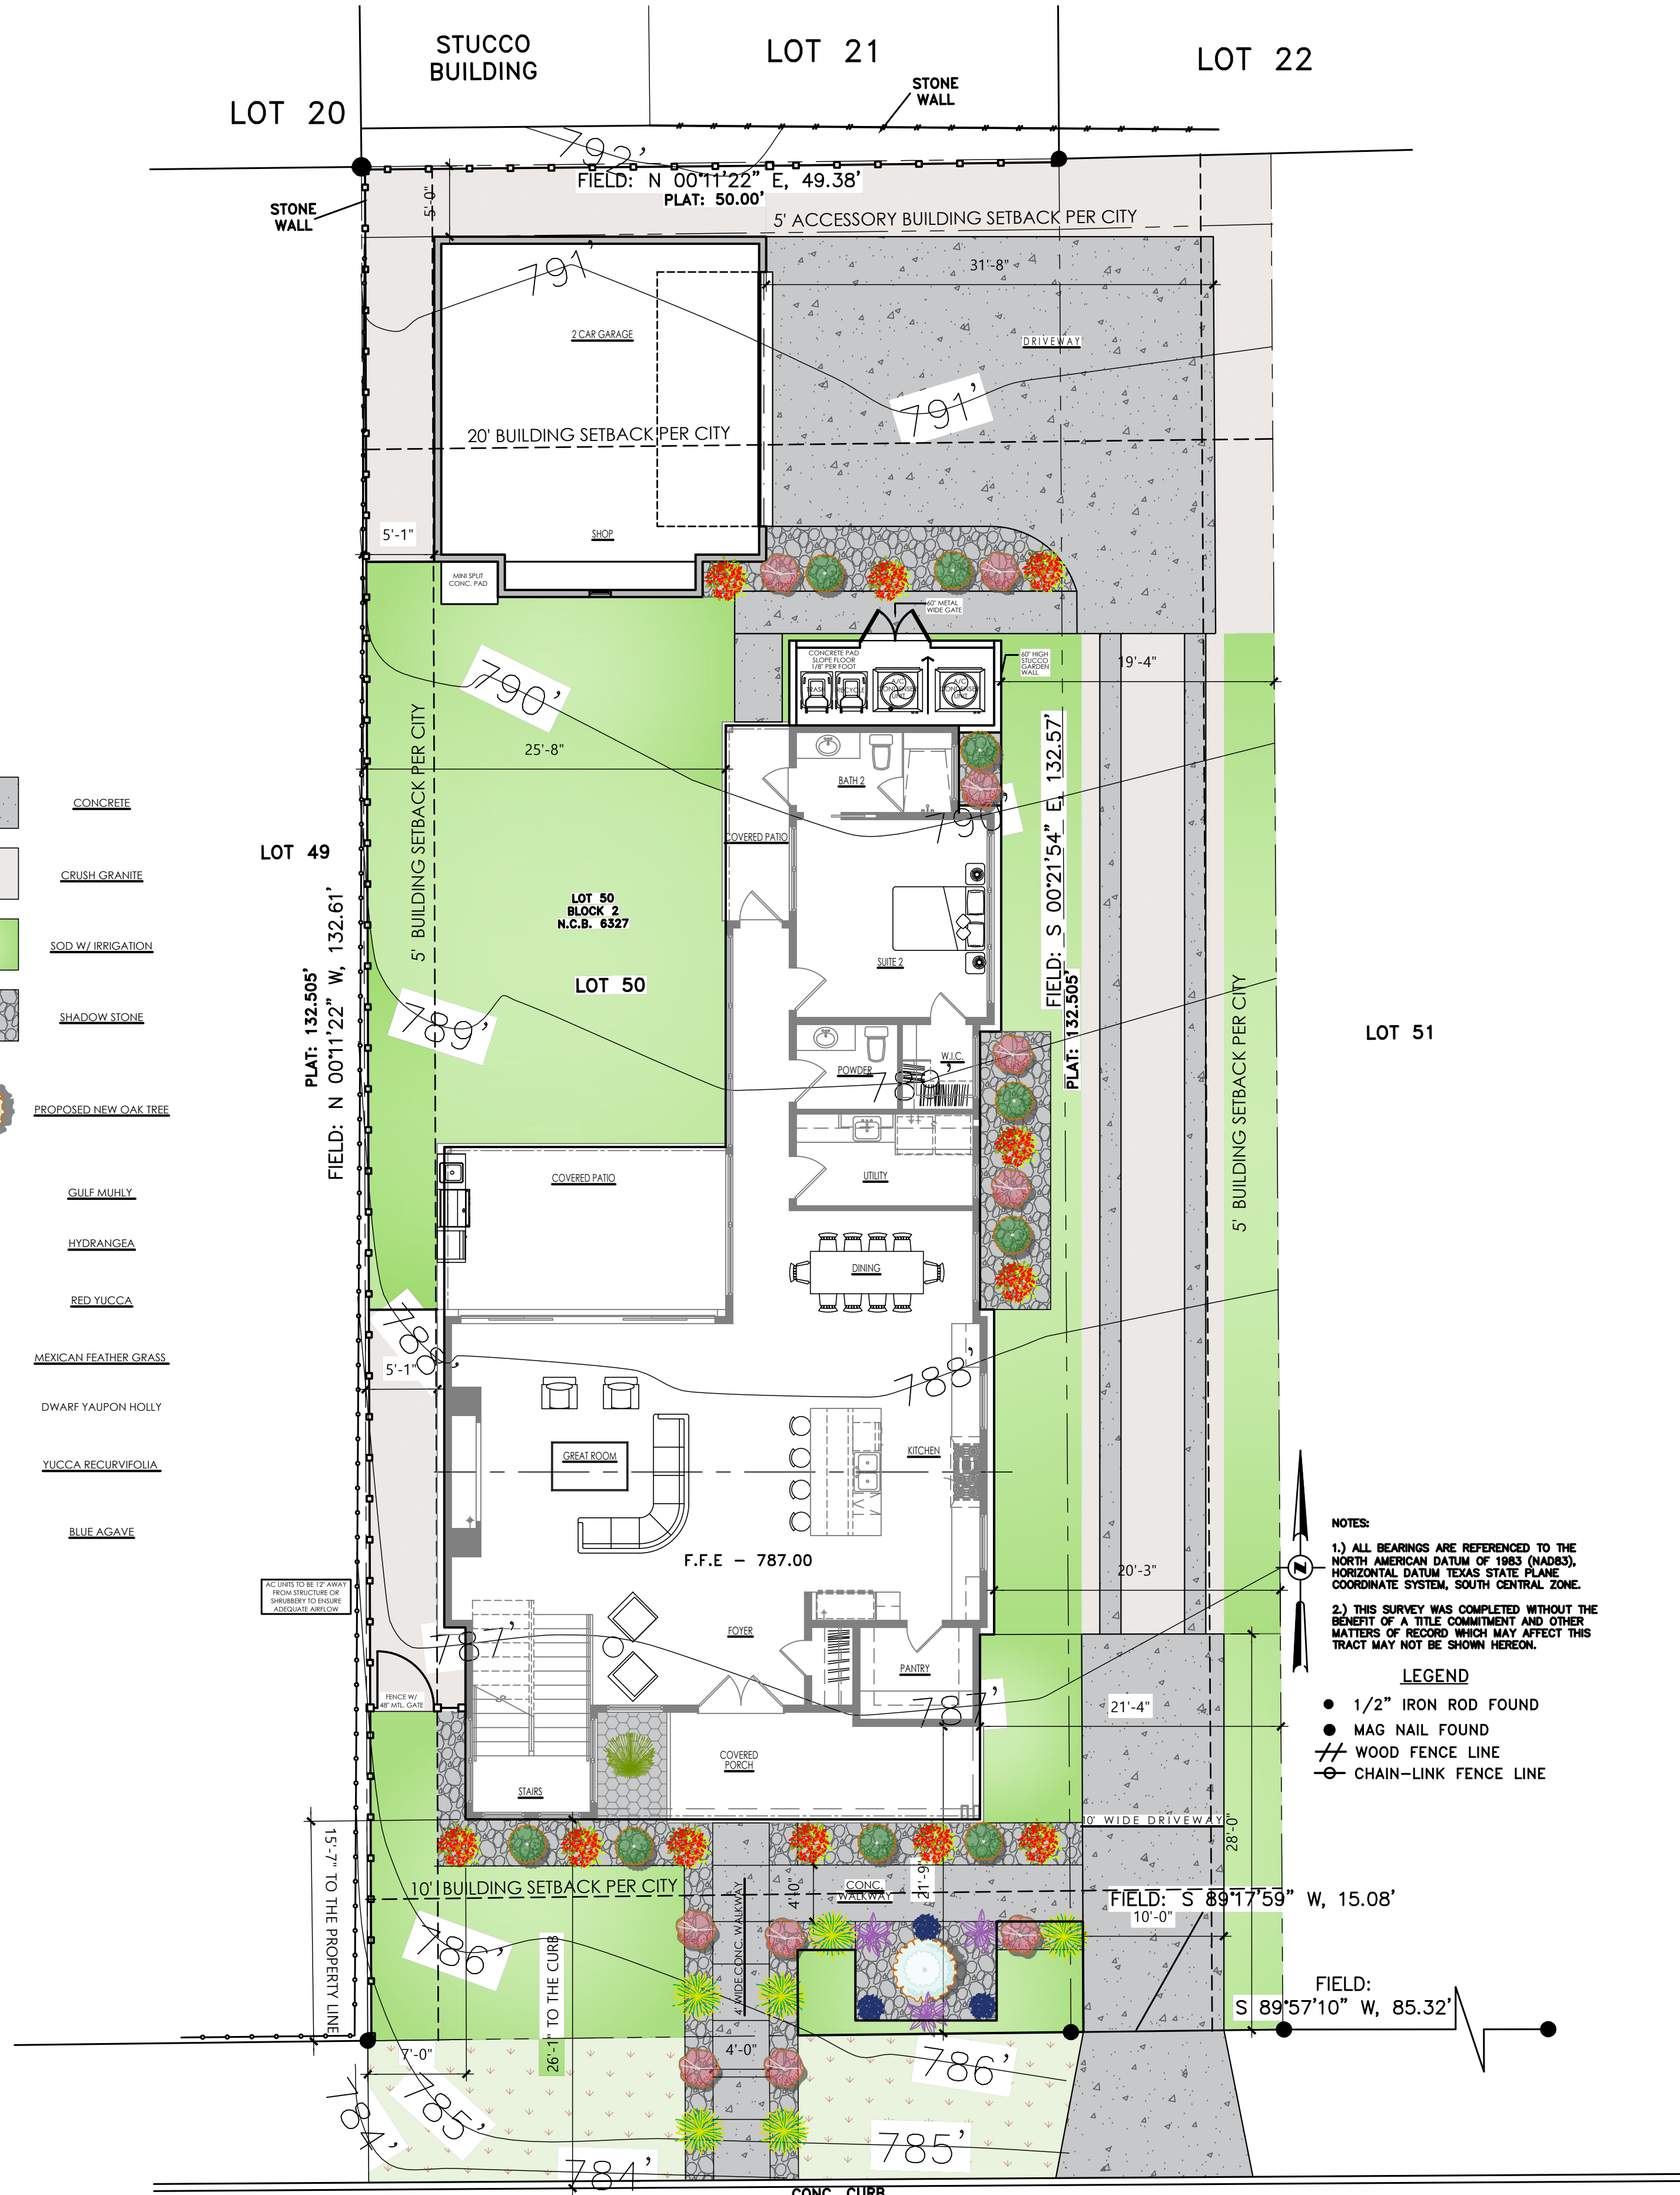 STUCCO
BUILDING
LOT 21
LOT 22
STONE
WALL
LOT 20
792'
FIELD: N 00°11'22" E, 49.38'
PLAT: 50.00'
STONE
WALL
5'-0"
5' ACCESSORY BUILDING SETBACK PER CITY
791'
31'-8"
2 CAR GARAGE
DRIVEWAY
791'
20' BUILDING SETBACK PER CITY
5'-1"
SHOP
MINI SPLIT
CONC. PAD
60" METAL
WIDE GATE
CONCRETE PAD
SLOPE FLOOR
1/8" PER FOOT
60" HIGH
STUCCO
GARDEN
WALL
19'-4"
TRASH
RECYCLE
A/C
CONDENSER
UNIT
A/C
CONDENSER
UNIT
790'
25'-8"
5' BUILDING SETBACK PER CITY
BATH 2
790'
COVERED PATIO
FIELD: S 00°21'54" E, 132.57'
PLAT: 132.505'
CONCRETE
CRUSH GRANITE
SOD W/ IRRIGATION
SHADOW STONE
PROPOSED NEW OAK TREE
GULF MUHLY
HYDRANGEA
RED YUCCA
MEXICAN FEATHER GRASS
DWARF YAUPON HOLLY
YUCCA RECURVIFOLIA
BLUE AGAVE
LOT 49
PLAT: 132.505'
FIELD: N 00°11'22" W, 132.61'
LOT 50
BLOCK 2
N.C.B. 6327
LOT 50
SUITE 2
789'
LOT 51
5' BUILDING SETBACK PER CITY
W.I.C.
POWDER
789'
UTILITY
COVERED PATIO
DINING
788'
5'-1"
788'
GREAT ROOM
KITCHEN
F.F.E - 787.00
20'-3"
AC UNITS TO BE 12" AWAY
FROM STRUCTURE OR
SHRUBBERY TO ENSURE
ADEQUATE AIRFLOW
787'
FOYER
PANTRY
FENCE W/
48" MTL. GATE
787'
21'-4"
COVERED
PORCH
STAIRS
N
NOTES:
1.) ALL BEARINGS ARE REFERENCED TO THE
NORTH AMERICAN DATUM OF 1983 (NAD83),
HORIZONTAL DATUM TEXAS STATE PLANE
COORDINATE SYSTEM, SOUTH CENTRAL ZONE.
2.) THIS SURVEY WAS COMPLETED WITHOUT THE
BENEFIT OF A TITLE COMMITMENT AND OTHER
MATTERS OF RECORD WHICH MAY AFFECT THIS
TRACT MAY NOT BE SHOWN HEREON.
LEGEND
1/2" IRON ROD FOUND
MAG NAIL FOUND
WOOD FENCE LINE
CHAIN-LINK FENCE LINE
10' WIDE DRIVEWAY
28'-0"
15'-7" TO THE PROPERTY LINE
10' BUILDING SETBACK PER CITY
4' WIDE CONC. WALKWAY
4'-0"
CONC.
WALKWAY
21'-9"
FIELD: S 89°17'59" W, 15.08'
10'-0"
786'
26'-1" TO THE CURB
FIELD:
S 89°57'10" W, 85.32'
7'-0"
4'-0"
786'
784'
785'
785'
784'
CONC. CURB